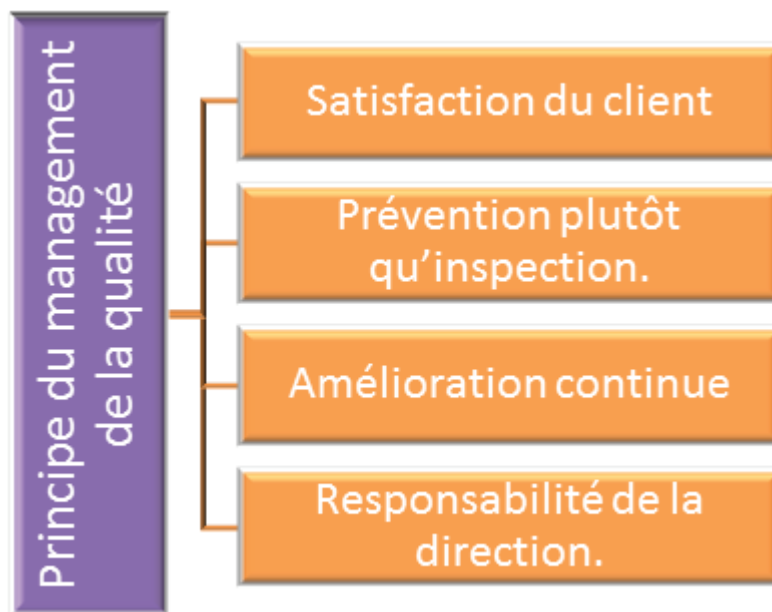 Principe du management
de la qualité
Satisfaction du client
Prévention plutôt
qu'inspection.
Amélioration continue
Responsabilité de la
direction.